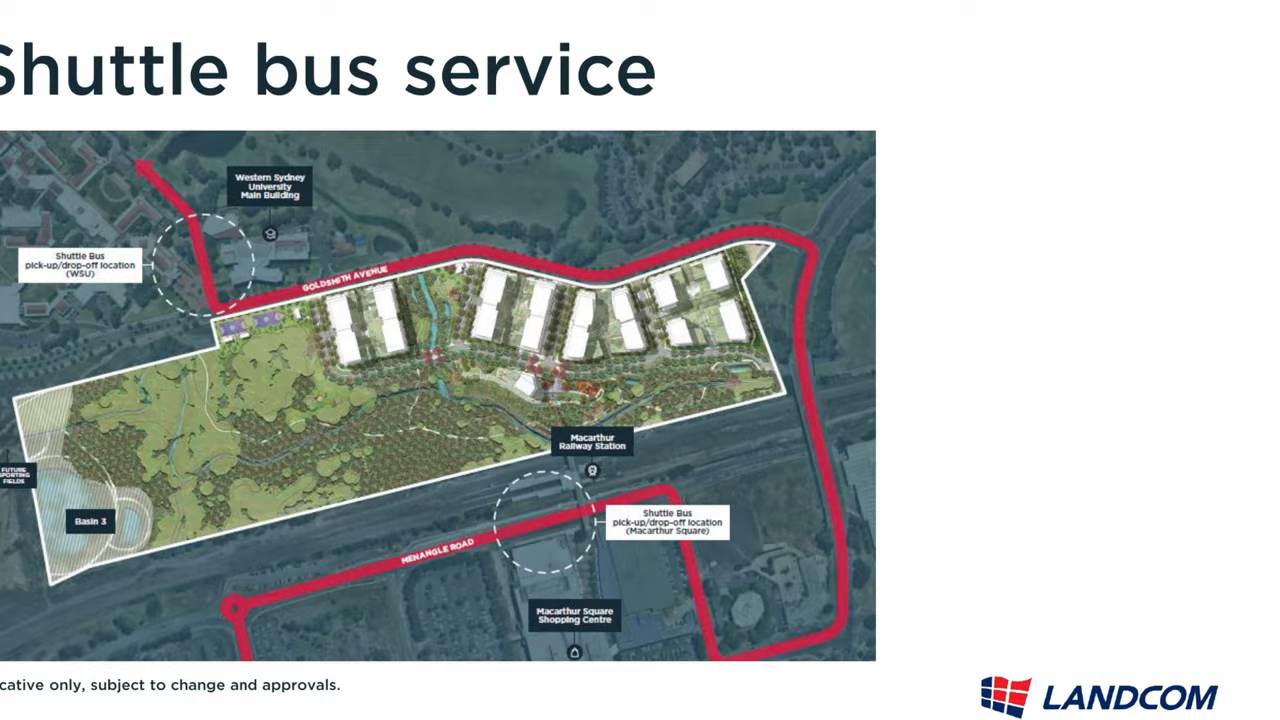 Shuttle bus service
Western Sydney
University
Main Building
Shuttle Bus
pick-up/drop-off location
(WSU)
GOLDSMITH AVENUE
Macarthur
Railway Station
FUTURE
SPORTING
FIELDS
Basin 3
Shuttle Bus
pick-up/drop-off location
(Macarthur Square)
MENANGLE ROAD
Macarthur Square
Shopping Centre
cative only, subject to change and approvals.
LANDCOM